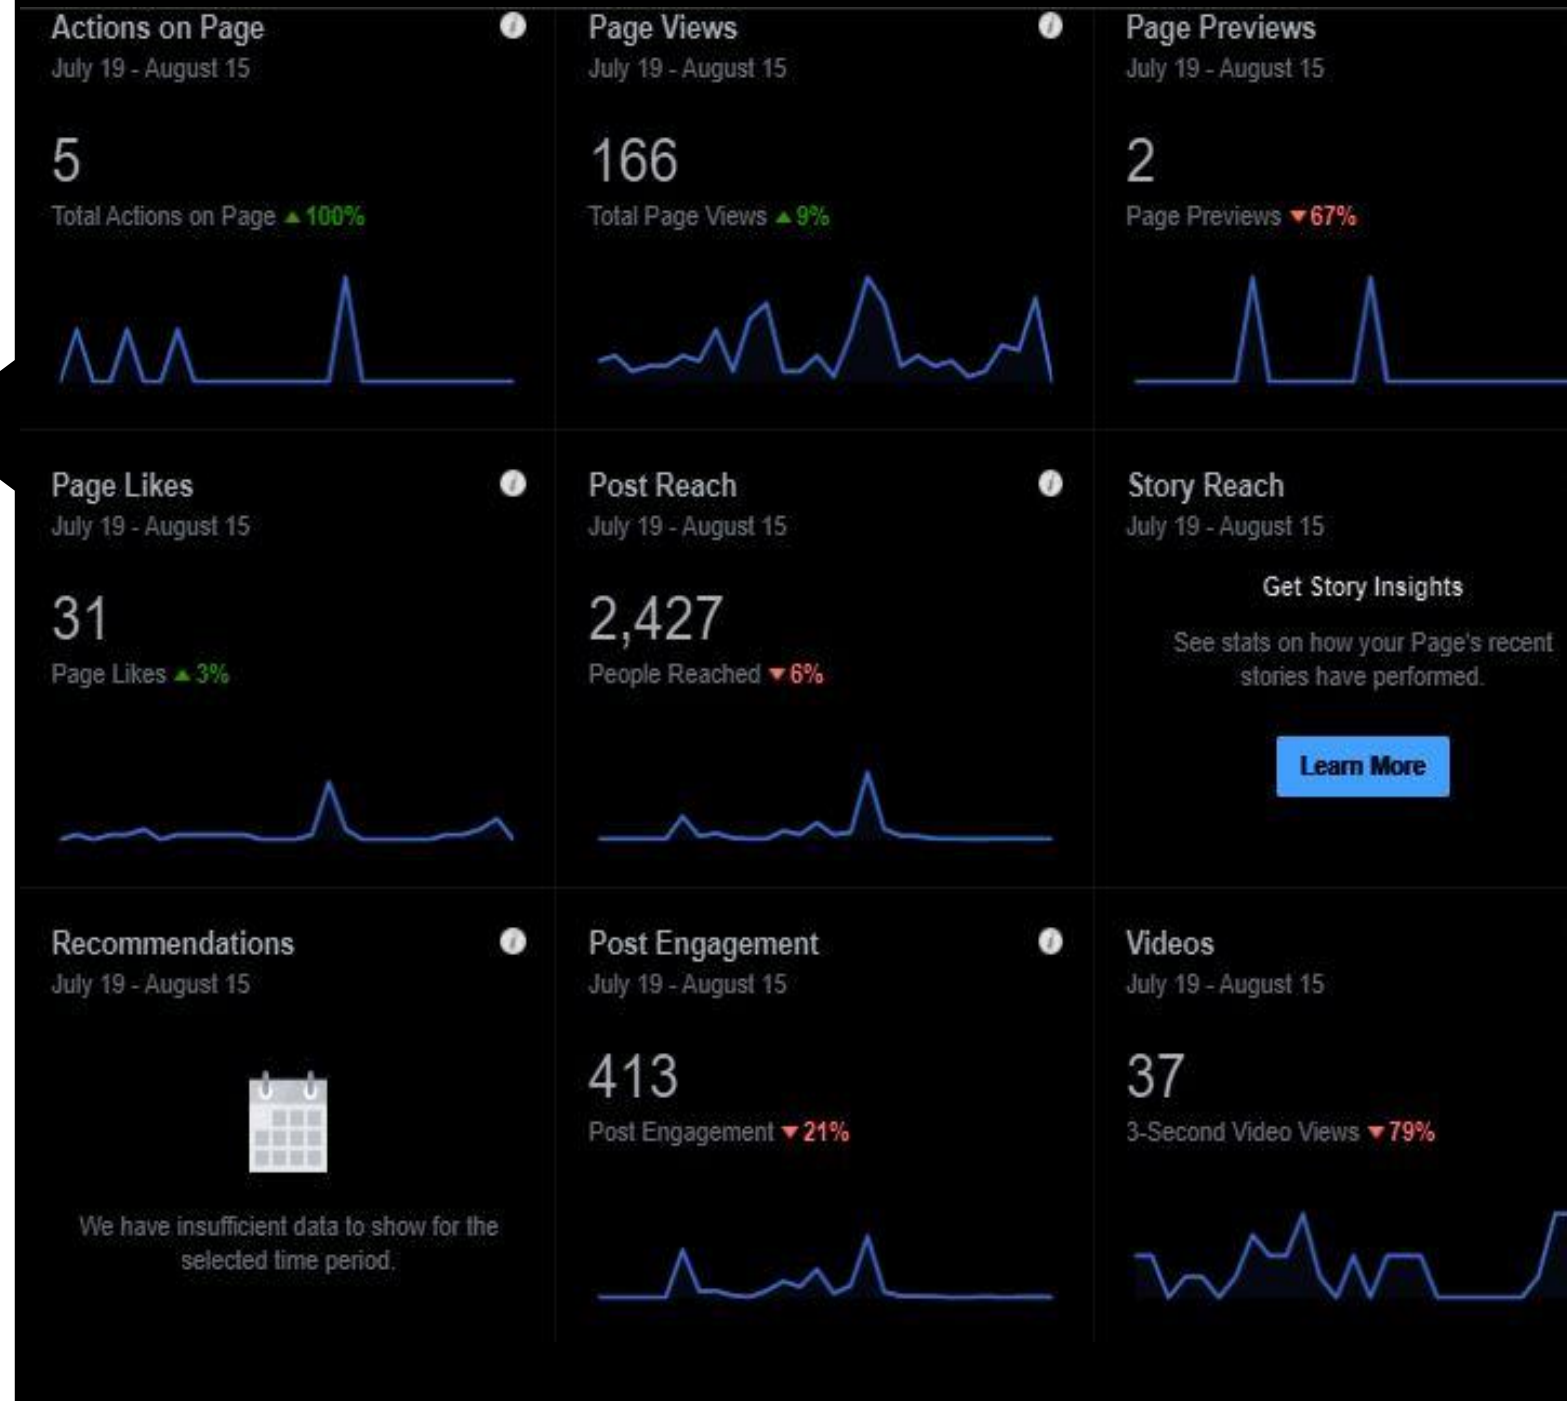 Actions on Page
July 19 - August 15
5
Total Actions on Page ▲ 100%
Page Views
July 19 - August 15
166
Total Page Views ▲ 9%
Page Previews
July 19 - August 15
2
Page Previews ▼ 67%
Page Likes
July 19 - August 15
31
Page Likes ▲ 3%
Post Reach
July 19 - August 15
2,427
People Reached ▼ 6%
Story Reach
July 19 - August 15
Get Story Insights
See stats on how your Page's recent
stories have performed.
Learn More
Recommendations
July 19 - August 15
We have insufficient data to show for the
selected time period.
Post Engagement
July 19 - August 15
413
Post Engagement ▼ 21%
Videos
July 19 - August 15
37
3-Second Video Views ▼ 79%